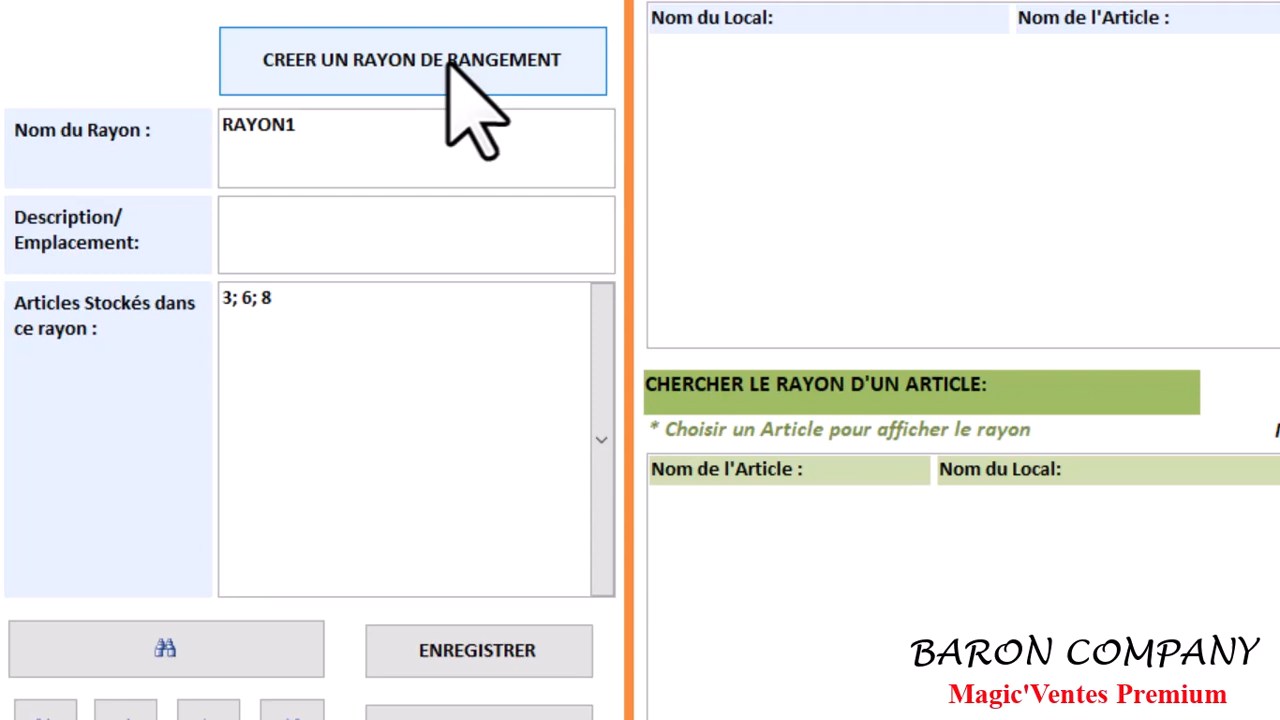 CREER UN RAYON DE RANGEMENT
Nom du Rayon :
RAYON1
Description/
Emplacement:
Articles Stockés dans
ce rayon :
3; 6; 8
ENREGISTRER
Nom du Local:
Nom de l'Article :
CHERCHER LE RAYON D'UN ARTICLE:
* Choisir un Article pour afficher le rayon
Nom de l'Article :
Nom du Local:
BARON COMPANY
Magic'Ventes Premium